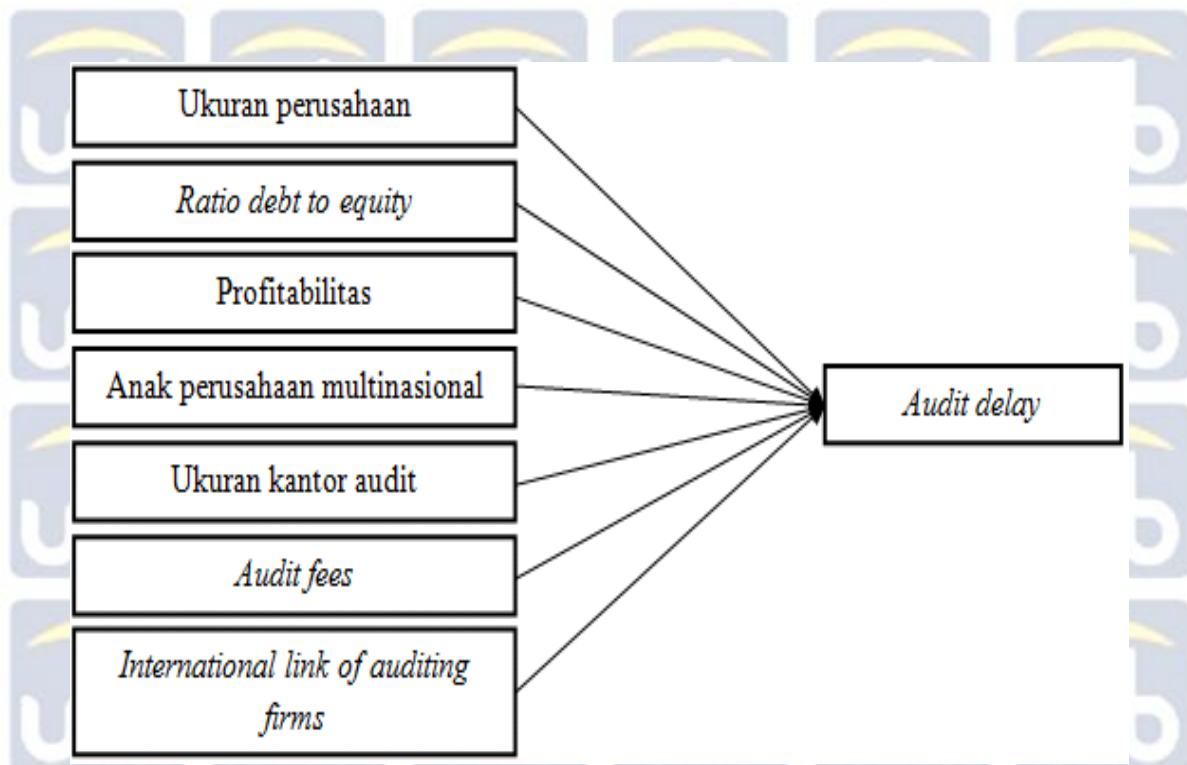 Ukuran perusahaan
Ratio debt to equity
Profitabilitas
Anak perusahaan multinasional
Ukuran kantor audit
Audit fees
International link of auditing
firms
Audit delay